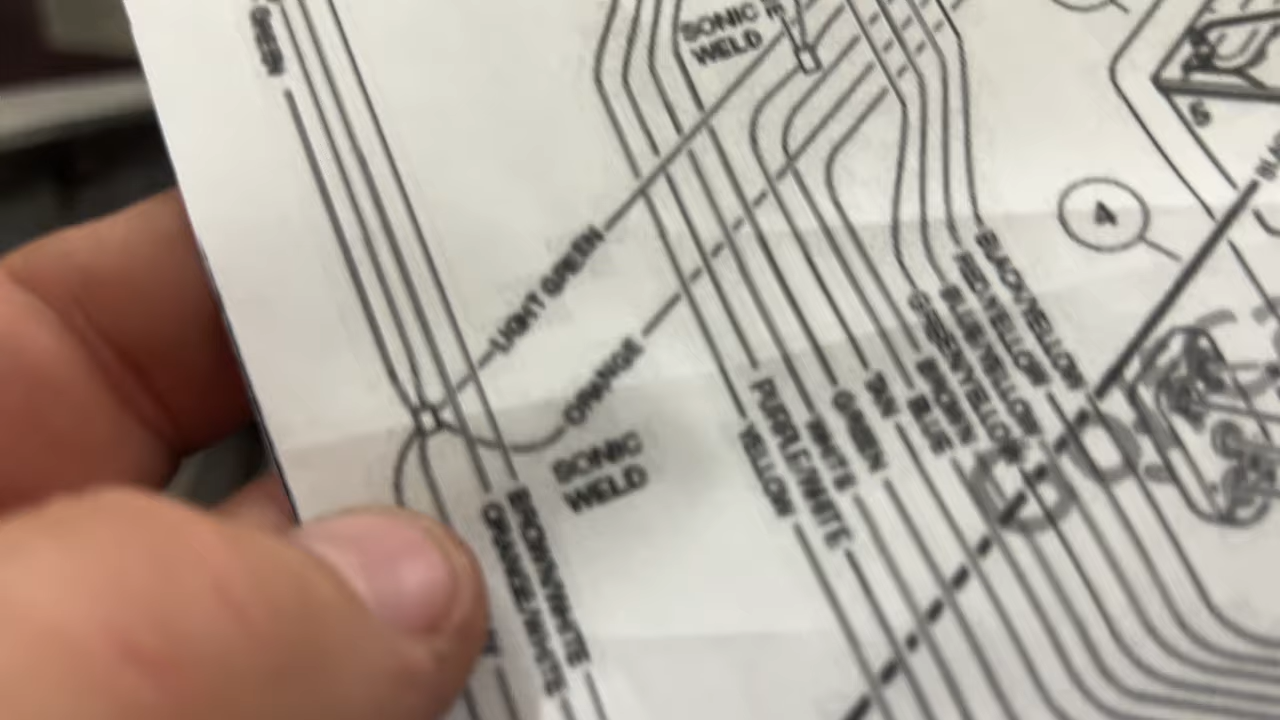 GREEN
SONIC
WELD
A
LIGHT GREEN
ORANGE
SONIC
WELD
BLACK/YELLOW
RED/YELLOW
BLUE/YELLOW
GREEN/YELLOW
BROWN
BLUE
TAN
GREEN
WHITE
PURPLE/WHITE
YELLOW
BROWN/WHITE
ORANGE/WHITE